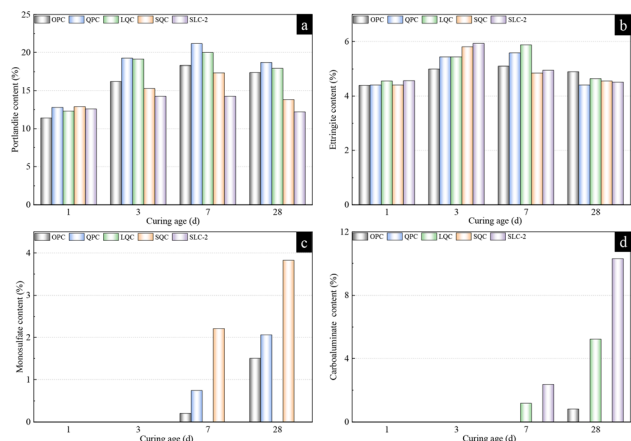 OPC QPC LQC SQC SLC-2
a
Portlandite content (%)
25
20
15
10
5
0
1 3 7 28
Curing age (d)
OPC QPC LQC SQC SLC-2
b
Ettringite content (%)
6
4
2
0
1 3 7 28
Curing age (d)
OPC QPC LQC SQC SLC-2
c
Monosulfate content (%)
4
3
2
1
0
1 3 7 28
Curing age (d)
OPC QPC LQC SQC SLC-2
d
Carboaluminate content (%)
12
8
4
0
1 3 7 28
Curing age (d)